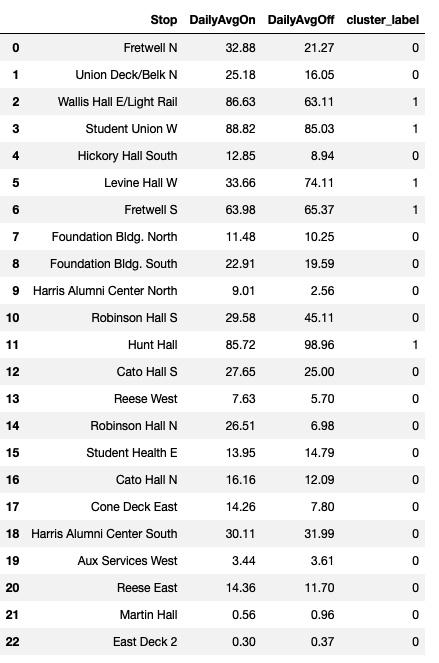 Stop DailyAvgOn DailyAvgOff cluster_label
0 Fretwell N 32.88 21.27 0
1 Union Deck/Belk N 25.18 16.05 0
2 Wallis Hall E/Light Rail 86.63 63.11 1
3 Student Union W 88.82 85.03 1
4 Hickory Hall South 12.85 8.94 0
5 Levine Hall W 33.66 74.11 1
6 Fretwell S 63.98 65.37 1
7 Foundation Bldg. North 11.48 10.25 0
8 Foundation Bldg. South 22.91 19.59 0
9 Harris Alumni Center North 9.01 2.56 0
10 Robinson Hall S 29.58 45.11 0
11 Hunt Hall 85.72 98.96 1
12 Cato Hall S 27.65 25.00 0
13 Reese West 7.63 5.70 0
14 Robinson Hall N 26.51 6.98 0
15 Student Health E 13.95 14.79 0
16 Cato Hall N 16.16 12.09 0
17 Cone Deck East 14.26 7.80 0
18 Harris Alumni Center South 30.11 31.99 0
19 Aux Services West 3.44 3.61 0
20 Reese East 14.36 11.70 0
21 Martin Hall 0.56 0.96 0
22 East Deck 2 0.30 0.37 0